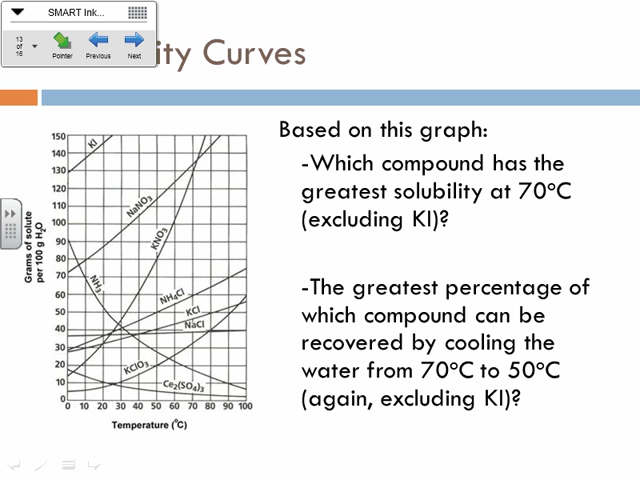 SMART Ink...
13
of
16
Pointer
Previous
Next
ity Curves
Based on this graph:
-Which compound has the
greatest solubility at 70°C
(excluding KI)?
-The greatest percentage of
which compound can be
recovered by cooling the
water from 70°C to 50°C
(again, excluding KI)?
Grams of solute
per 100 g H₂O
150
140
130
120
110
100
90
80
70
60
50
40
30
20
10
0
KI
NaNO₃
KNO₃
NH₃
NH₄Cl
KCl
NaCl
KClO₃
Ce₂(SO₄)₃
0 10 20 30 40 50 60 70 80 90 100
Temperature (°C)